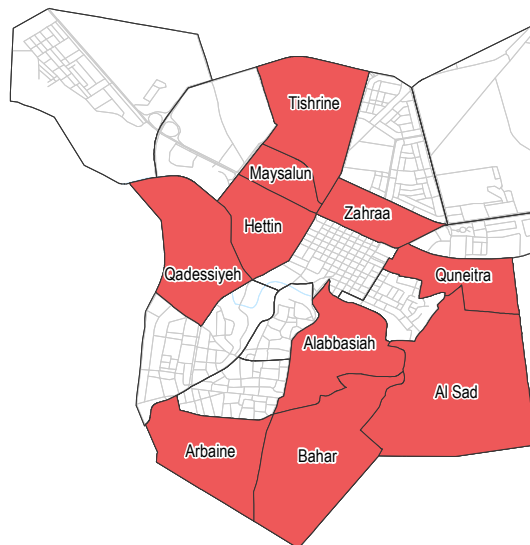 Tishrine
Maysalun
Zahraa
Hettin
Qadessiyeh
Quneitra
Alabbasiah
Al Sad
Arbaine
Bahar